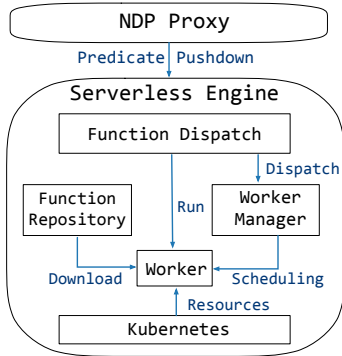 NDP Proxy
Predicate Pushdown
Serverless Engine
Function Dispatch
Dispatch
Function
Repository
Run
Worker
Manager
Download
Worker
Scheduling
Resources
Kubernetes